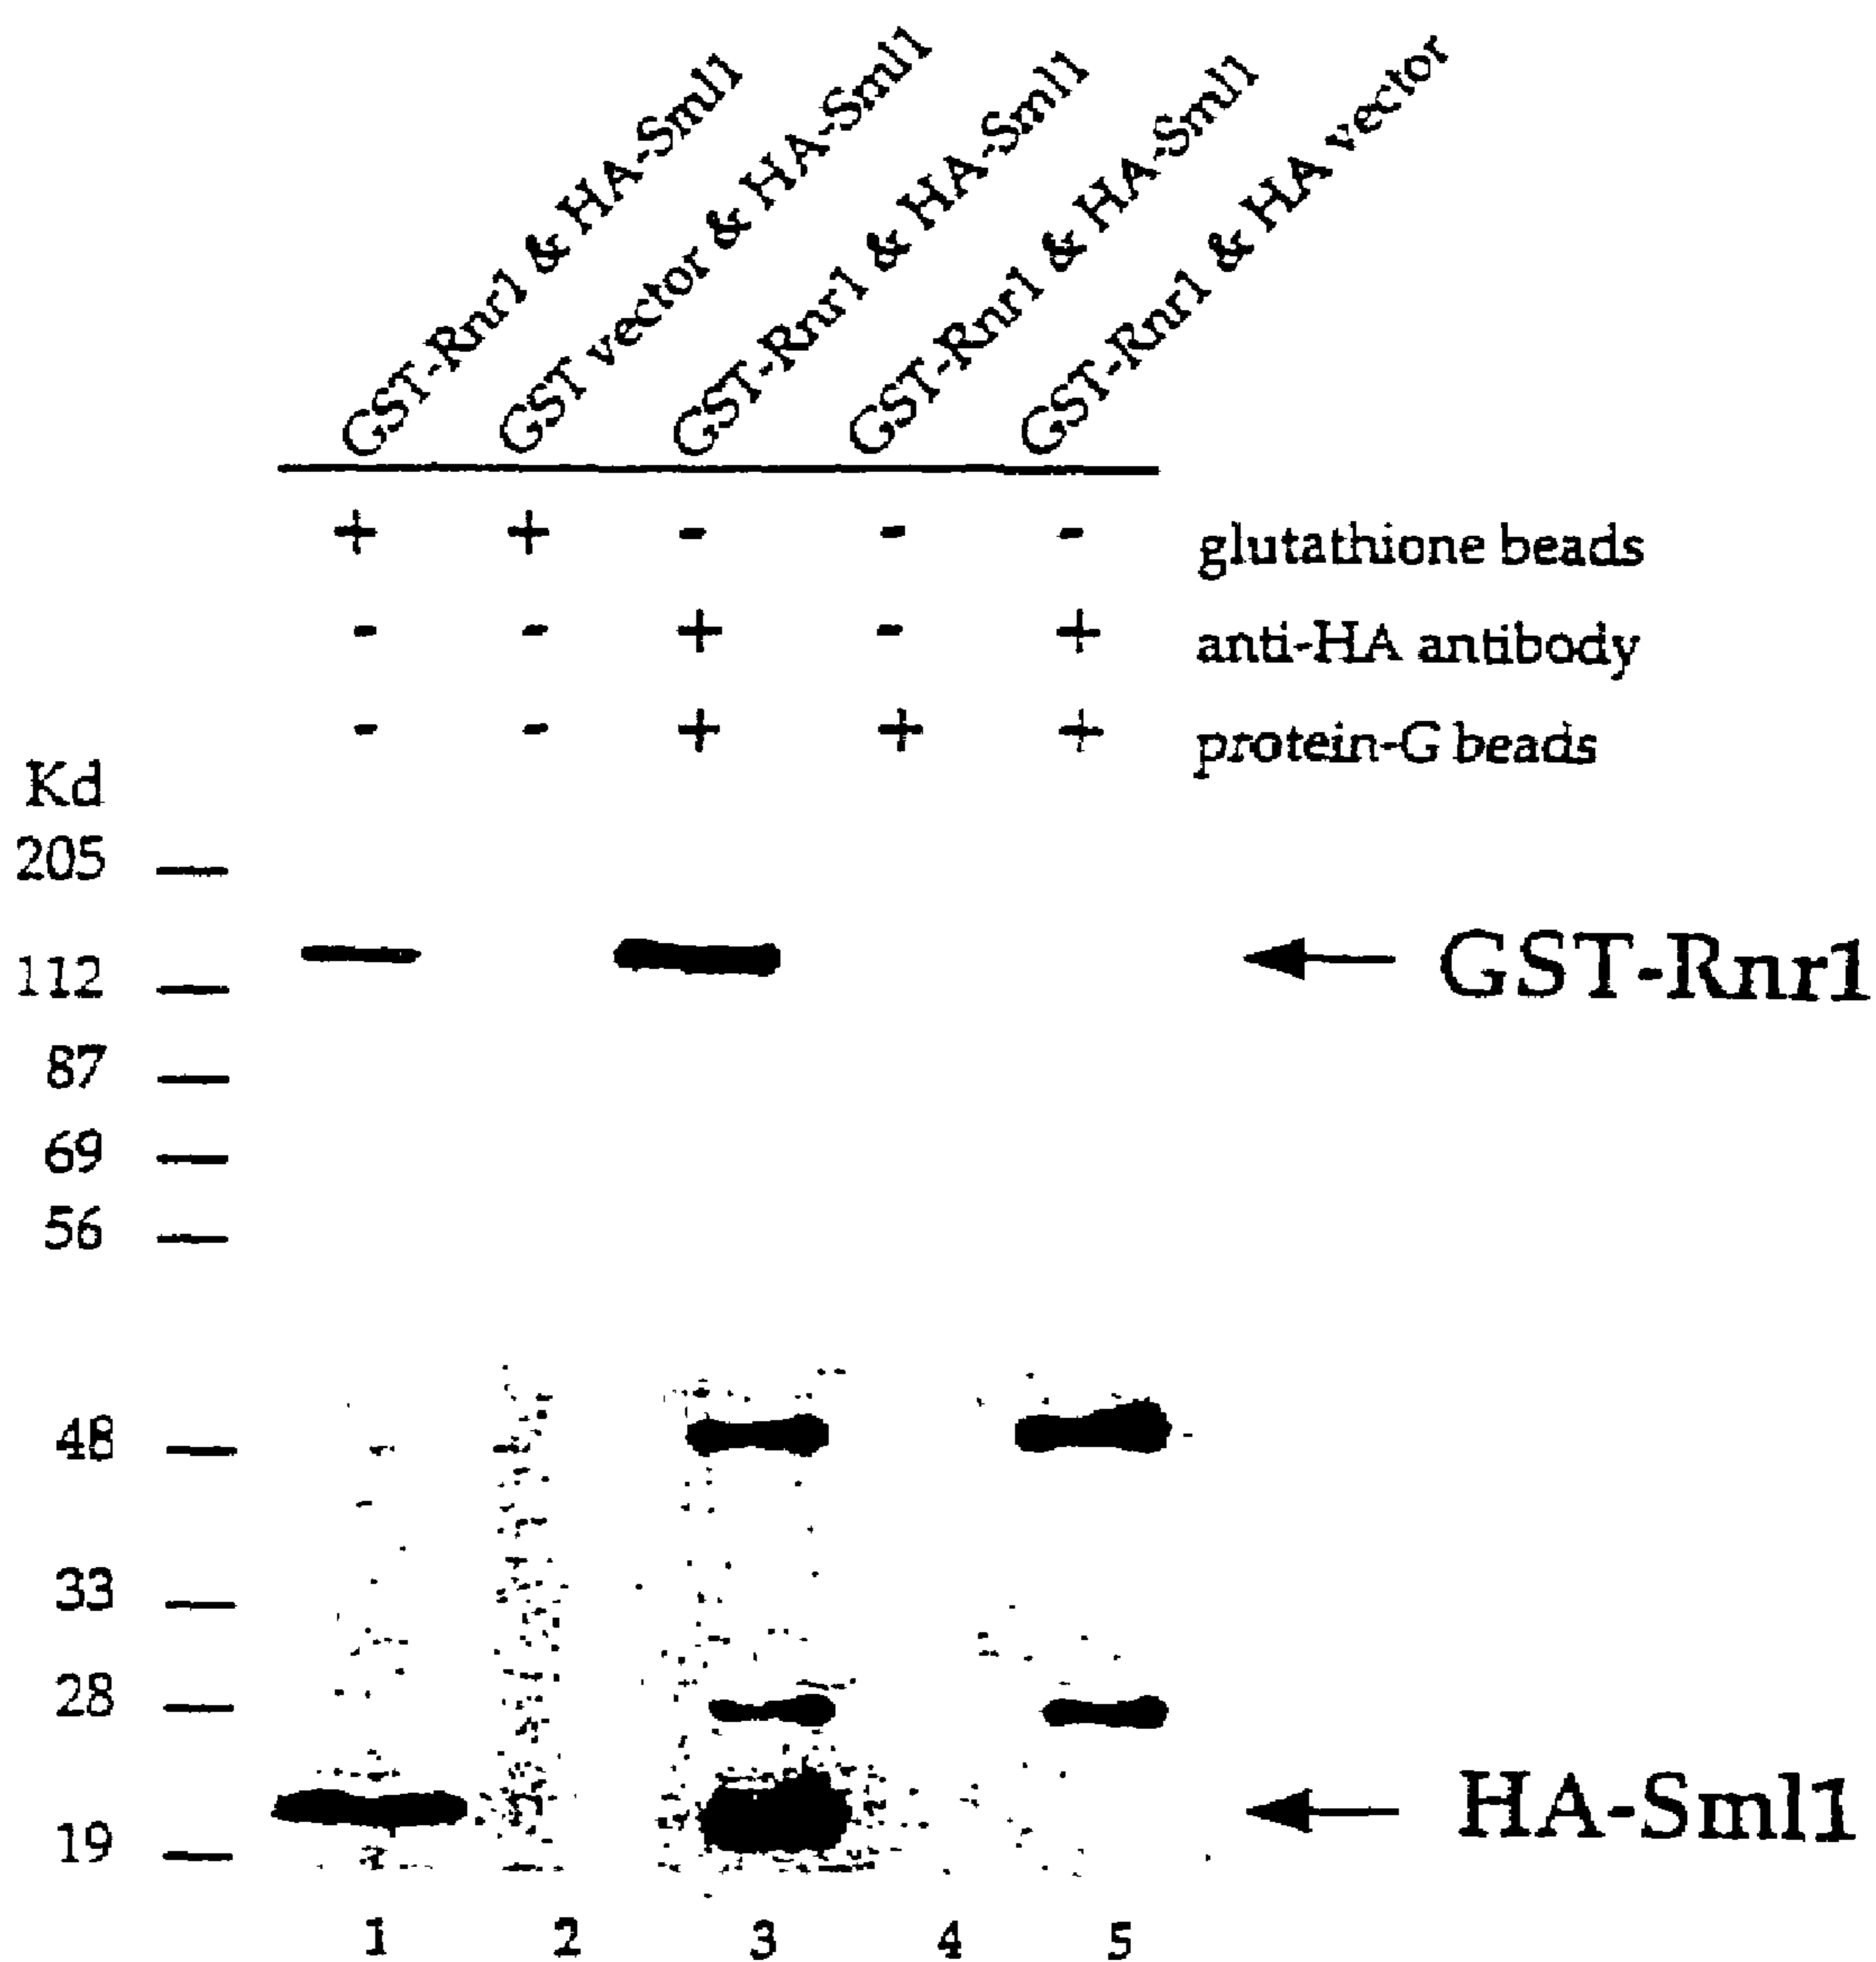 GST-Rnr1 & HA-Sml1
GST vector & HA-Sml1
GST-Rnr1 & HA-Sml1
GST-Rnr1 & HA-Sml1
GST-Rnr1 & HA vector
+ + - - - glutathione beads
- - + - + anti-HA antibody
- - + + + protein-G beads
Kd
205
112
GST-Rnr1
87
69
56
48
33
28
19
HA-Sml1
1 2 3 4 5